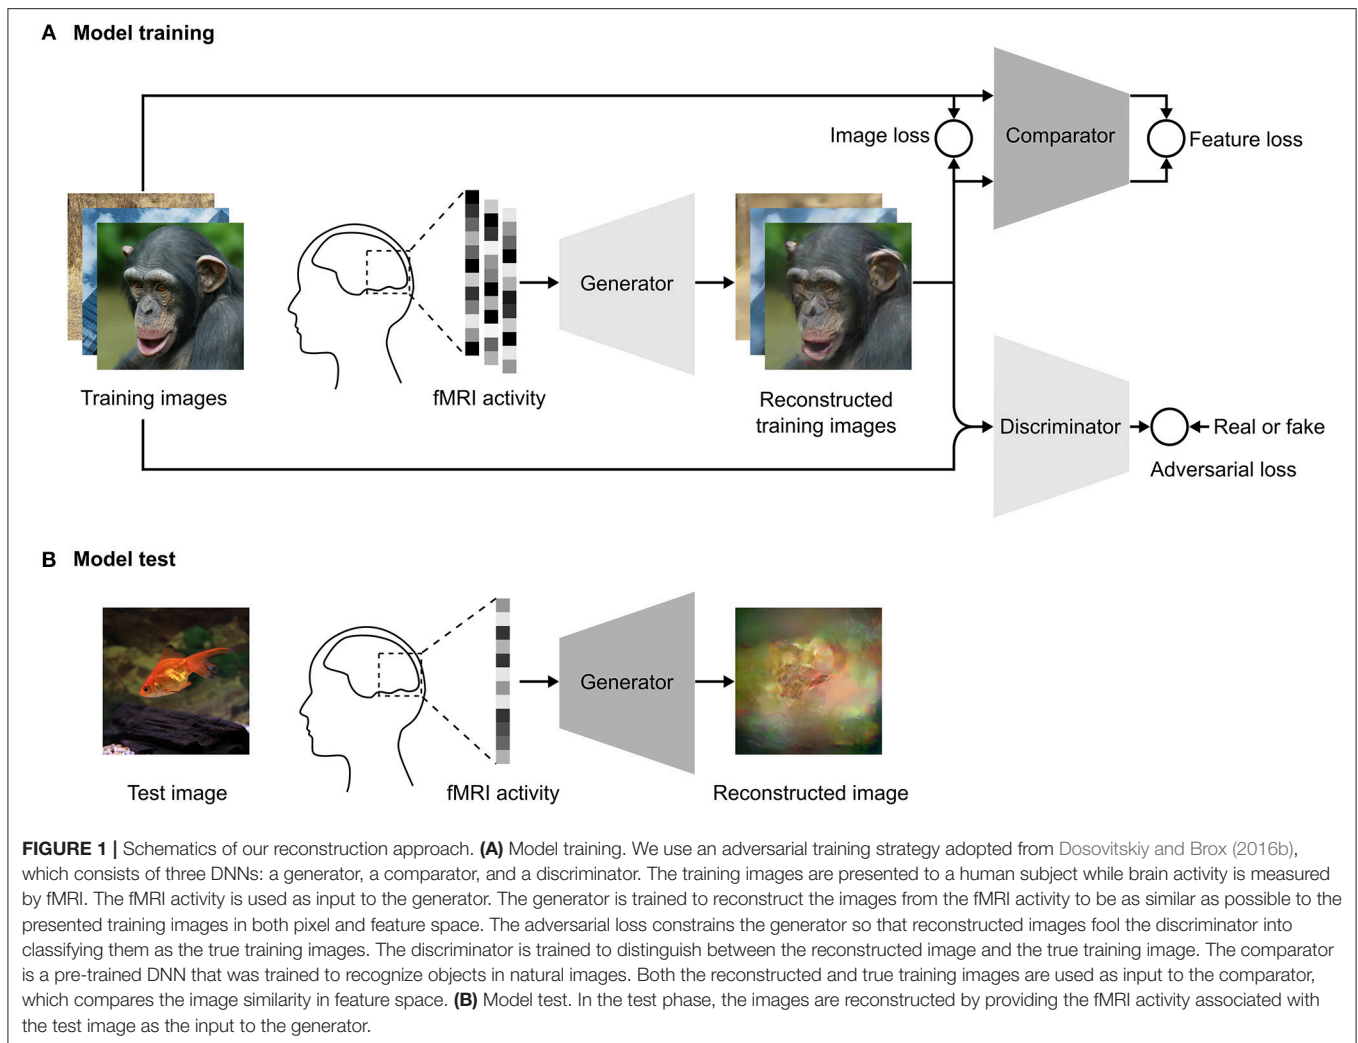 A Model training
Image loss
Comparator
Feature loss
Generator
Training images
fMRI activity
Reconstructed
training images
Discriminator
Real or fake
Adversarial loss
B Model test
Generator
Test image
fMRI activity
Reconstructed image
FIGURE 1 | Schematics of our reconstruction approach. (A) Model training. We use an adversarial training strategy adopted from Dosovitskiy and Brox (2016b),
which consists of three DNNs: a generator, a comparator, and a discriminator. The training images are presented to a human subject while brain activity is measured
by fMRI. The fMRI activity is used as input to the generator. The generator is trained to reconstruct the images from the fMRI activity to be as similar as possible to the
presented training images in both pixel and feature space. The adversarial loss constrains the generator so that reconstructed images fool the discriminator into
classifying them as the true training images. The discriminator is trained to distinguish between the reconstructed image and the true training image. The comparator
is a pre-trained DNN that was trained to recognize objects in natural images. Both the reconstructed and true training images are used as input to the comparator,
which compares the image similarity in feature space. (B) Model test. In the test phase, the images are reconstructed by providing the fMRI activity associated with
the test image as the input to the generator.